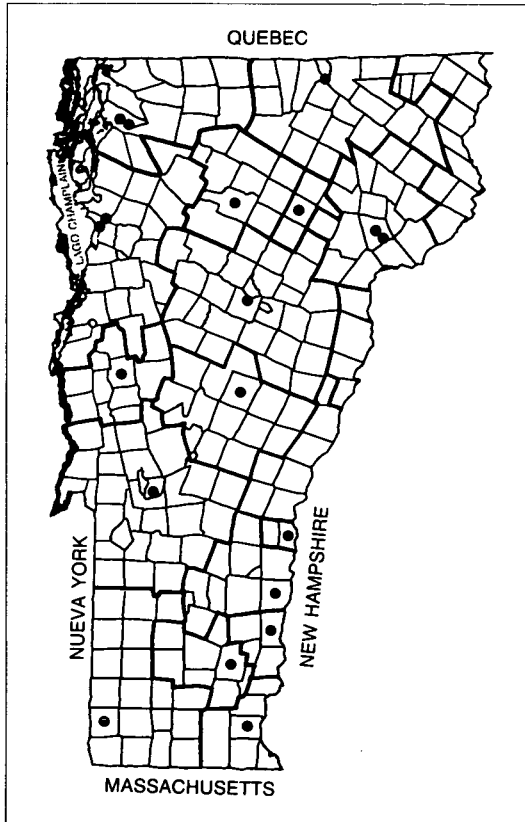 QUEBEC
LAGO CHAMPLAIN
NUEVA YORK
NEW HAMPSHIRE
MASSACHUSETTS